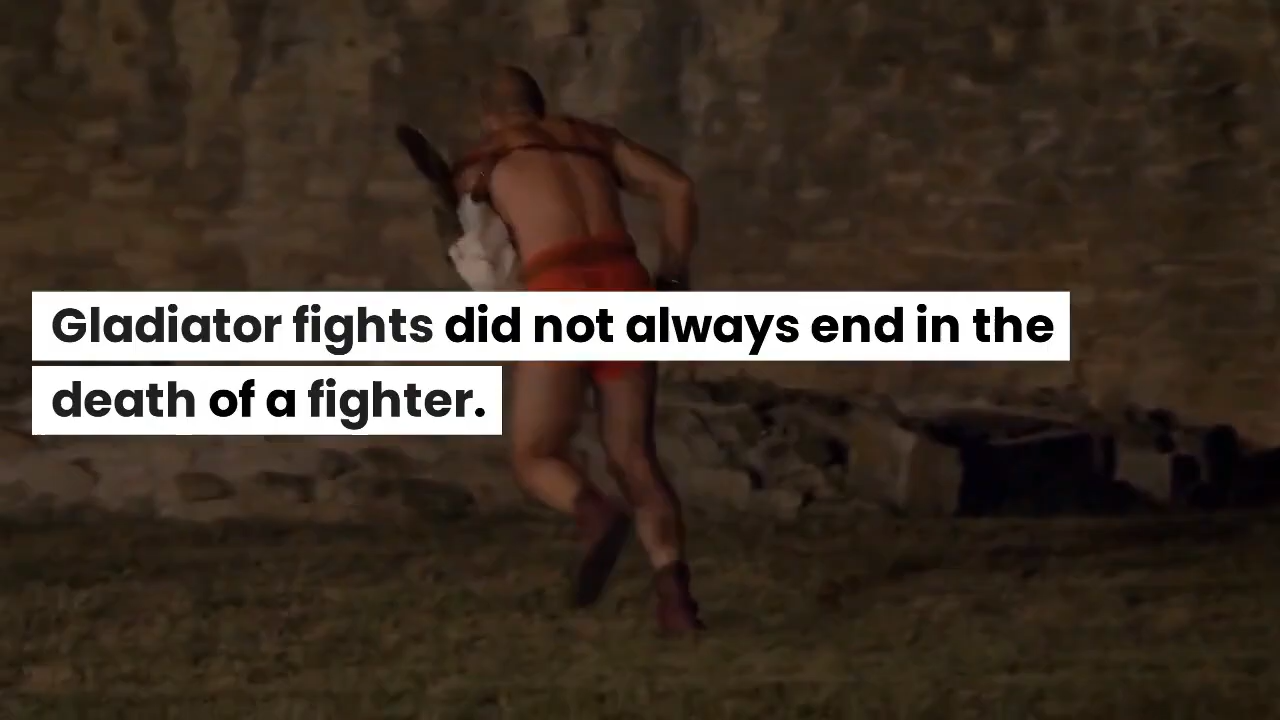 Gladiator fights did not always end in the
death of a fighter.